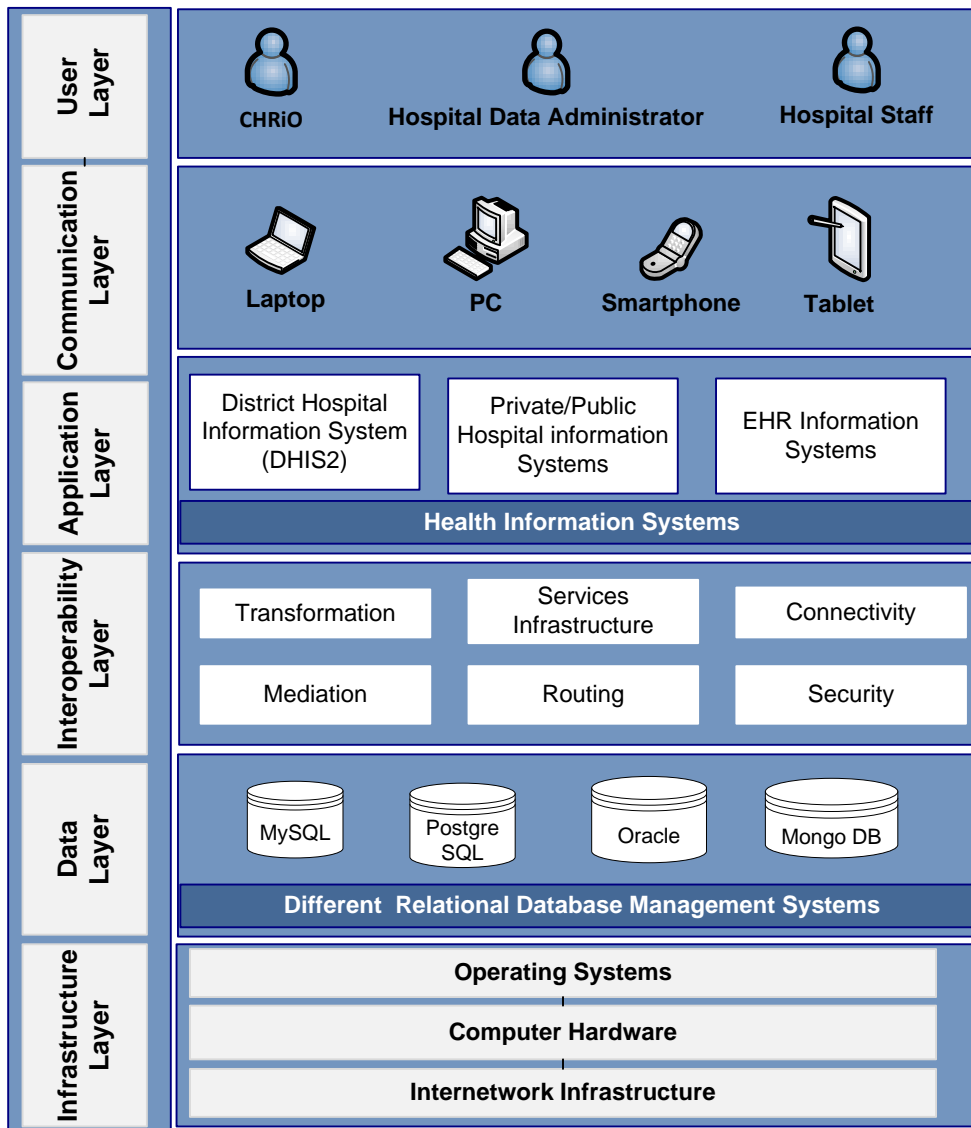 User
Layer
CHRiO
Hospital Data Administrator
Hospital Staff
Communication
Layer
Laptop
PC
Smartphone
Tablet
Application
Layer
District Hospital
Information System
(DHIS2)
Private/Public
Hospital information
Systems
EHR Information
Systems
Health Information Systems
Interoperability
Layer
Transformation
Services
Infrastructure
Connectivity
Mediation
Routing
Security
Data
Layer
MySQL
Postgre
SQL
Oracle
Mongo DB
Different Relational Database Management Systems
Infrastructure
Layer
Operating Systems
Computer Hardware
Internetwork Infrastructure